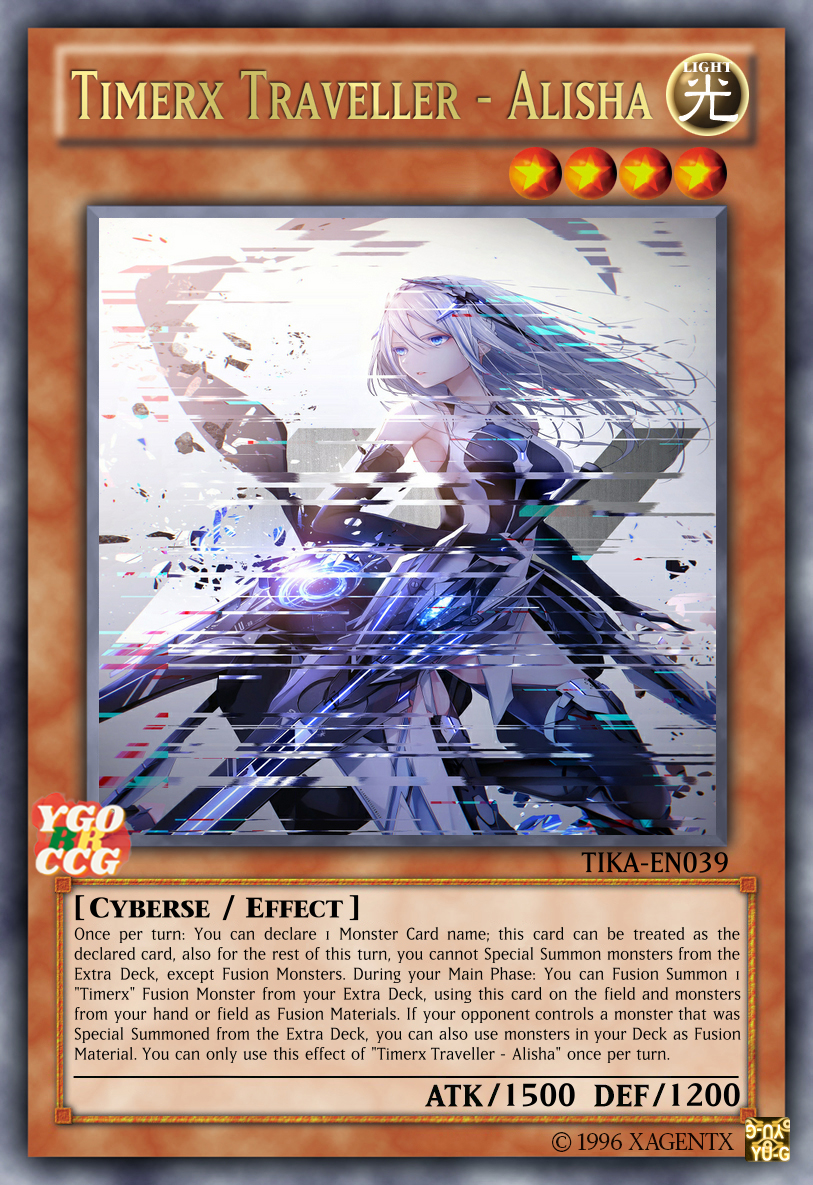 Timerx Traveller - Alisha
LIGHT
光
YGO
BR
CCG
TIKA-EN039
[ Cyberse / Effect ]
Once per turn: You can declare 1 Monster Card name; this card can be treated as the
declared card, also for the rest of this turn, you cannot Special Summon monsters from the
Extra Deck, except Fusion Monsters. During your Main Phase: You can Fusion Summon 1
"Timerx" Fusion Monster from your Extra Deck, using this card on the field and monsters
from your hand or field as Fusion Materials. If your opponent controls a monster that was
Special Summoned from the Extra Deck, you can also use monsters in your Deck as Fusion
Material. You can only use this effect of "Timerx Traveller - Alisha" once per turn.
ATK/1500 DEF/1200
© 1996 XAGENTX